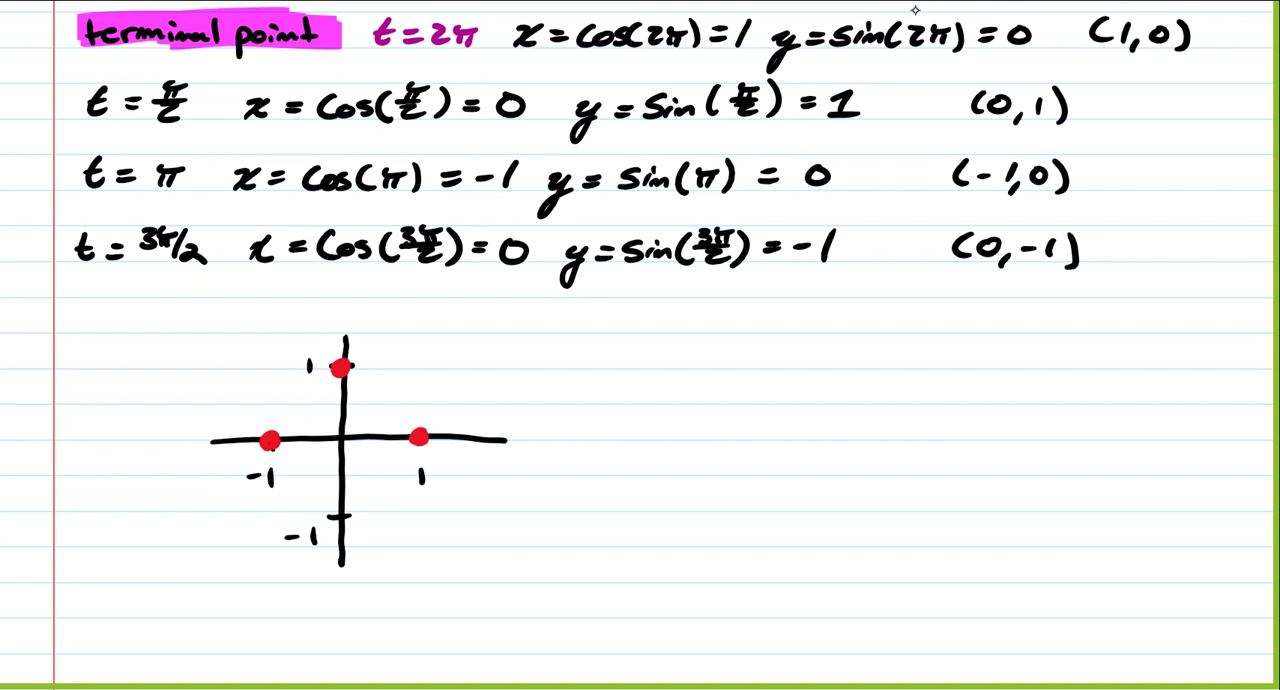 terminal point t=2π x=cos(2π)=1 y=sin(2π)=0 (1,0)
t=π/2 x=cos(π/2)=0 y=sin(π/2)=1 (0,1)
t=π x=cos(π)=-1 y=sin(π)=0 (-1,0)
t=3π/2 x=cos(3π/2)=0 y=sin(3π/2)=-1 (0,-1)
1
-1 1
-1